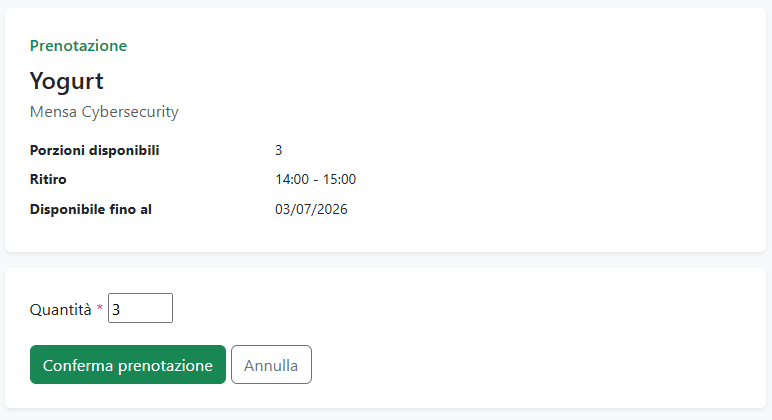 Prenotazione
Yogurt
Mensa Cybersecurity
Porzioni disponibili 3
Ritiro 14:00 - 15:00
Disponibile fino al 03/07/2026
Quantità * 3
Conferma prenotazione Annulla